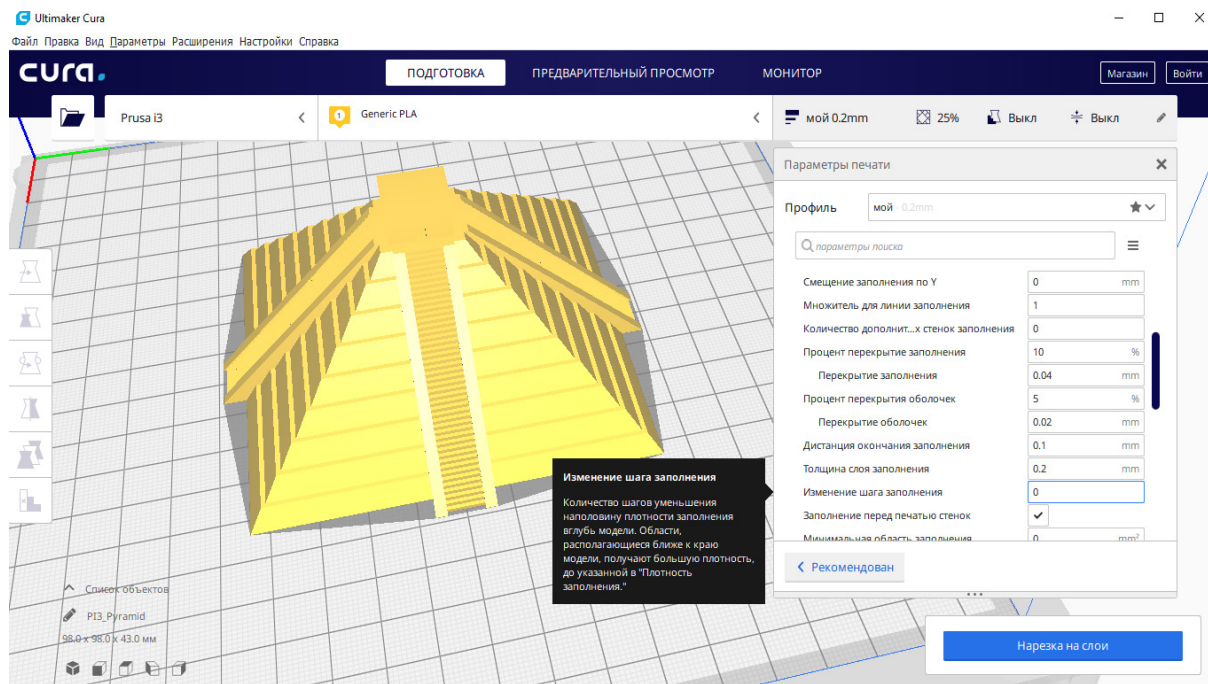 Ultimaker Cura
Файл Правка Вид Параметры Расширения Настройки Справка
cura.
ПОДГОТОВКА
ПРЕДВАРИТЕЛЬНЫЙ ПРОСМОТР
МОНИТОР
Магазин
Войти
Prusa i3
1
Generic PLA
мой 0.2mm
25%
Выкл
Выкл
Параметры печати
Профиль
мой - 0.2mm
параметры поиска
Смещение заполнения по Y 0 mm
Множитель для линии заполнения 1
Количество дополнит...х стенок заполнения 0
Процент перекрытие заполнения 10 %
Перекрытие заполнения 0.04 mm
Процент перекрытия оболочек 5 %
Перекрытие оболочек 0.02 mm
Дистанция окончания заполнения 0.1 mm
Толщина слоя заполнения 0.2 mm
Изменение шага заполнения 0
Заполнение перед печатью стенок
Минимальная область заполнения 0 mm²
Изменение шага заполнения
Количество шагов уменьшения
наполовину плотности заполнения
вглубь модели. Области,
располагающиеся ближе к краю
модели, получают большую плотность,
до указанной в "Плотность
заполнения."
Рекомендован
Список объектов
PI3_Pyramid
98.0 x 98.0 x 43.0 мм
Нарезка на слои